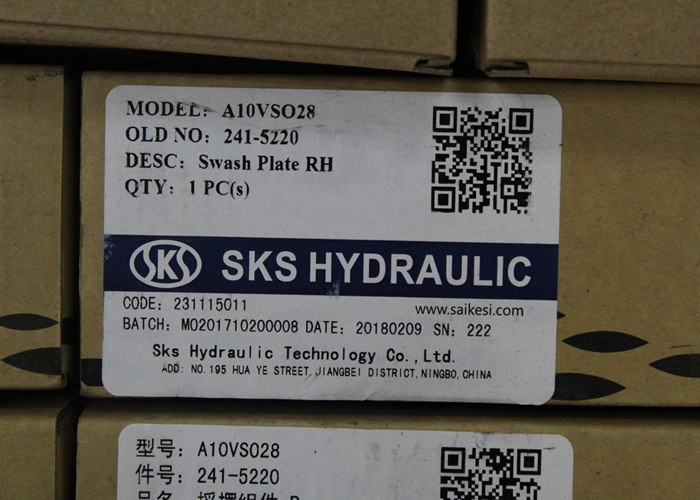 MODEL: A10VSO28
OLD NO: 241-5220
DESC: Swash Plate RH
QTY: 1 PC(s)
SKS SKS HYDRAULIC
CODE: 231115011
www.saikesi.com
BATCH: MO201710200008 DATE: 20180209 SN: 222
Sks Hydraulic Technology Co.,Ltd.
ADD: NO.195 HUA YE STREET,JIANGBEI DISTRICT,NINGBO,CHINA
型号: A10VSO28
件号: 241-5220